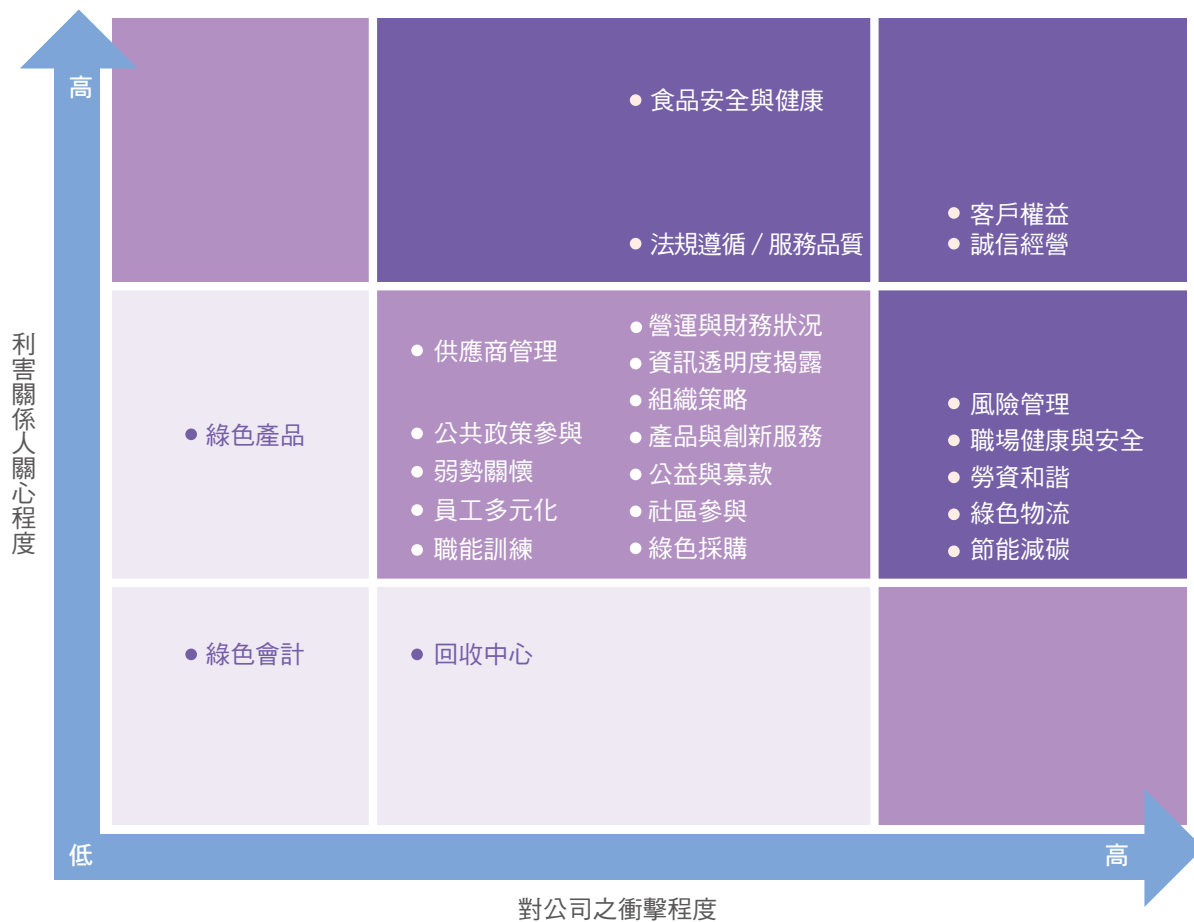 高
利害關係人關心程度
低
● 食品安全與健康
● 法規遵循 / 服務品質
● 客戶權益
● 誠信經營
● 綠色產品
● 供應商管理
● 公共政策參與
● 弱勢關懷
● 員工多元化
● 職能訓練
● 營運與財務狀況
● 資訊透明度揭露
● 組織策略
● 產品與創新服務
● 公益與募款
● 社區參與
● 綠色採購
● 風險管理
● 職場健康與安全
● 勞資和諧
● 綠色物流
● 節能減碳
● 綠色會計
● 回收中心
高
對公司之衝擊程度